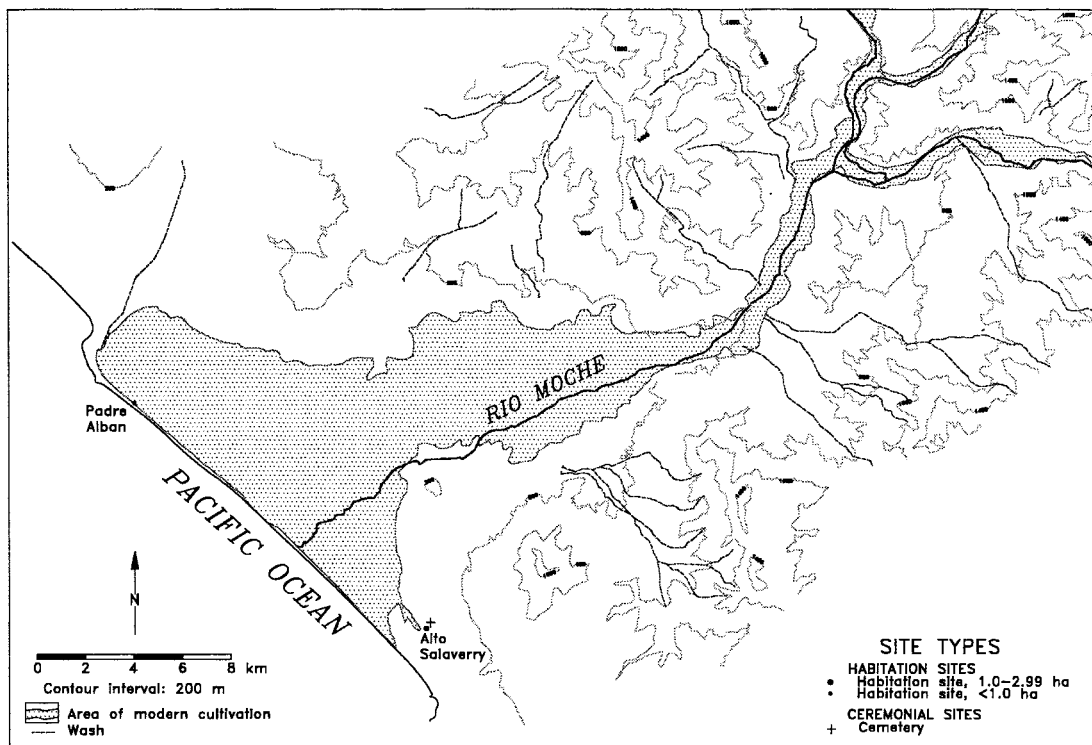 RIO MOCHE
Padre
Alban
PACIFIC OCEAN
N
Alto
Salaverry
0 2 4 6 8 km
Contour interval: 200 m
Area of modern cultivation
Wash
SITE TYPES
HABITATION SITES
Habitation site, 1.0-2.99 ha
Habitation site, <1.0 ha
CEREMONIAL SITES
Cemetery